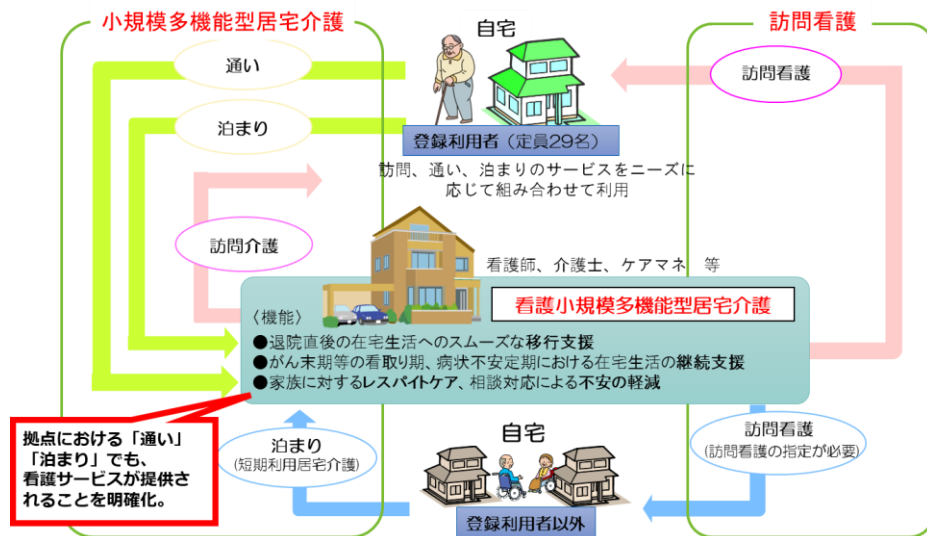 小規模多機能型居宅介護
訪問看護
自宅
通い
訪問看護
泊まり
登録利用者(定員29名)
訪問、通い、泊まりのサービスをニーズに
応じて組み合わせて利用
訪問介護
看護師、介護士、ケアマネ 等
看護小規模多機能型居宅介護
〈機能〉
●退院直後の在宅生活へのスムーズな移行支援
●がん末期等の看取り期、病状不安定期における在宅生活の継続支援
●家族に対するレスパイトケア、相談対応による不安の軽減
拠点における「通い」
「泊まり」でも、
看護サービスが提供さ
れることを明確化。
泊まり
(短期利用居宅介護)
自宅
訪問看護
(訪問看護の指定が必要)
登録利用者以外